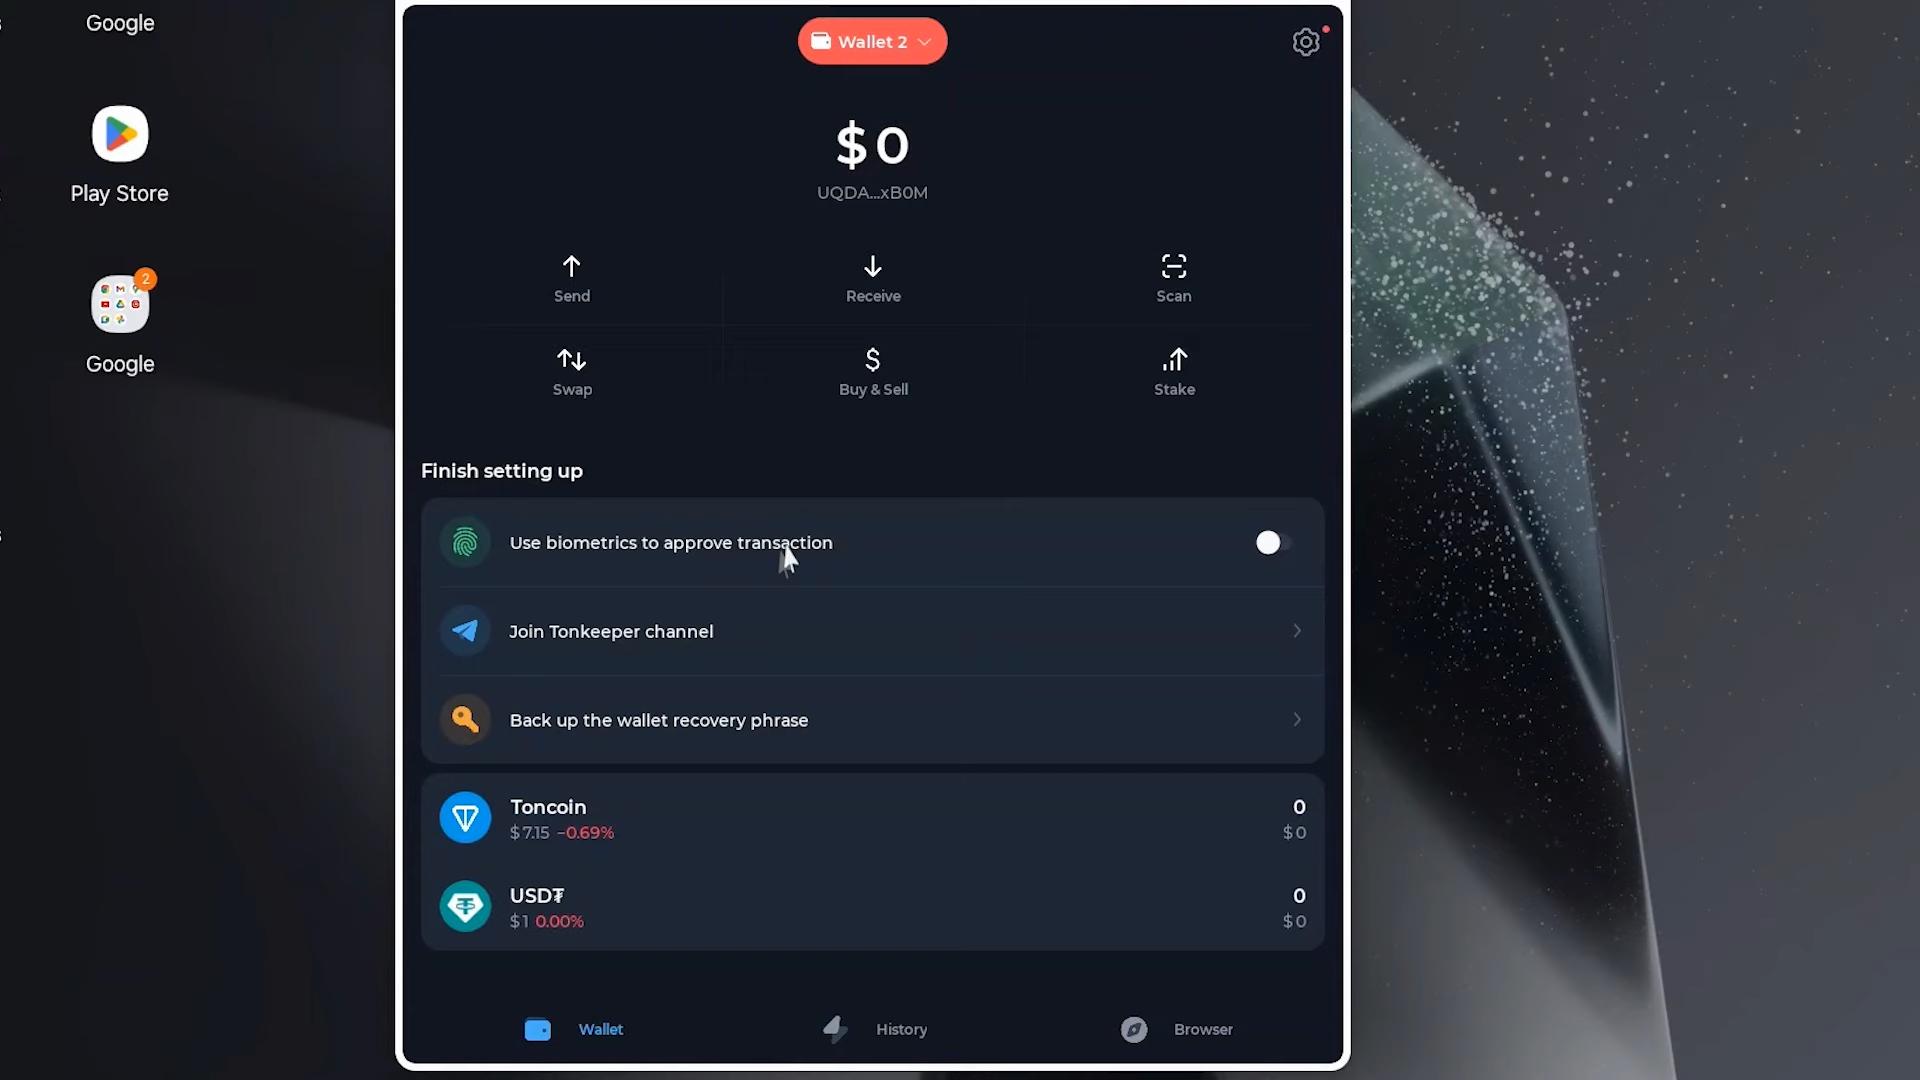 Google
Play Store
2
Google
Wallet 2
$0
UQDA...xB0M
Send
Receive
Scan
Swap
Buy & Sell
Stake
Finish setting up
Use biometrics to approve transaction
Join Tonkeeper channel
Back up the wallet recovery phrase
Toncoin
0
$7.15 −0.69%
$0
USD₮
0
$1 0.00%
$0
Wallet
History
Browser